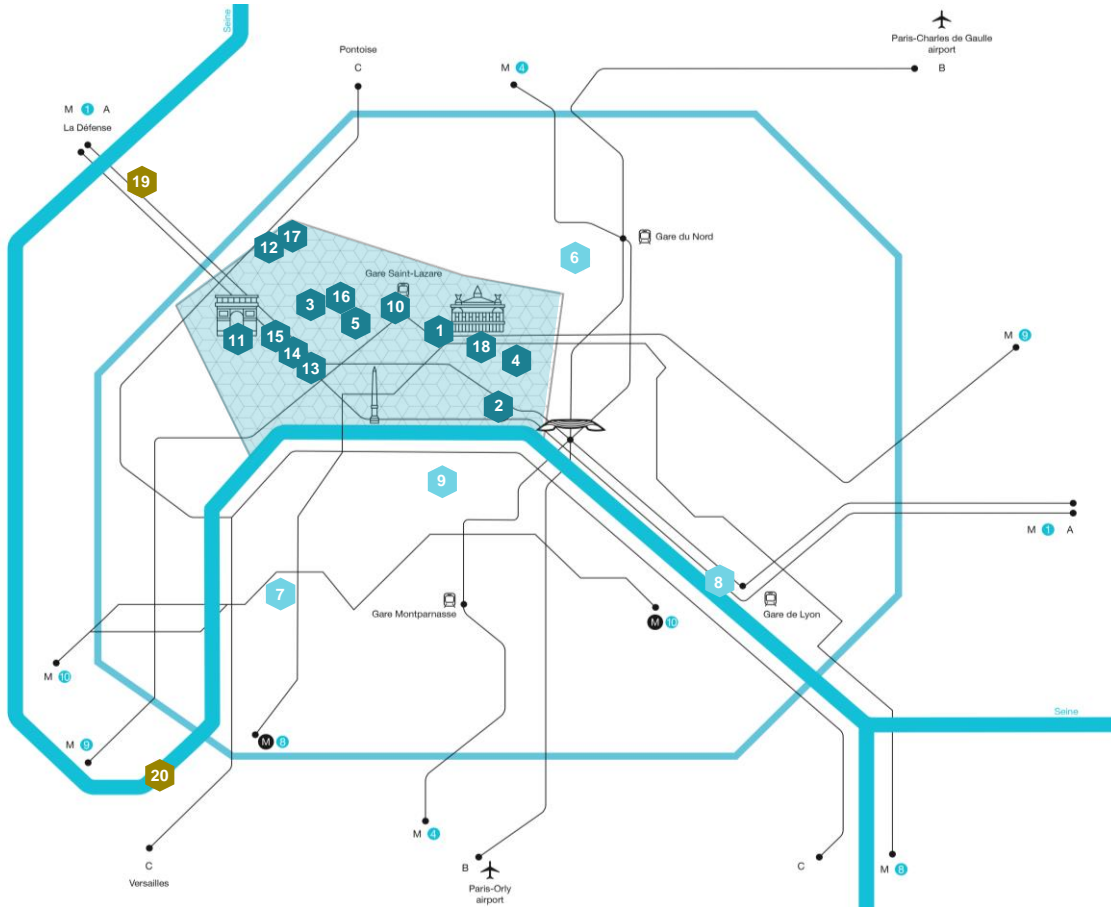 Seine
Paris-Charles de Gaulle
airport
B
Pontoise
C
M 4
M 1 A
La Défense
19
17
12
Gare du Nord
6
Gare Saint-Lazare
16
3
10
5
1
15
11
14
18
13
4
M 9
2
9
M 1 A
8
7
Gare Montparnasse
Gare de Lyon
M 10
M 10
Seine
M 9
M 8
20
M 4
C
Versailles
B
Paris-Orly
airport
C
M 8